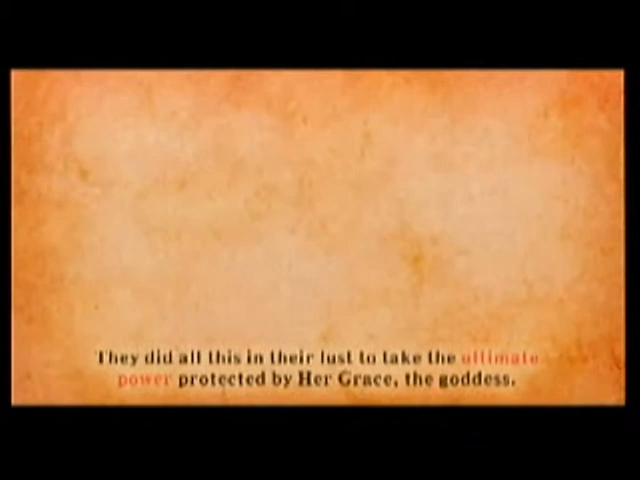 They did all this in their lust to take the ultimate
power protected by Her Grace, the goddess.